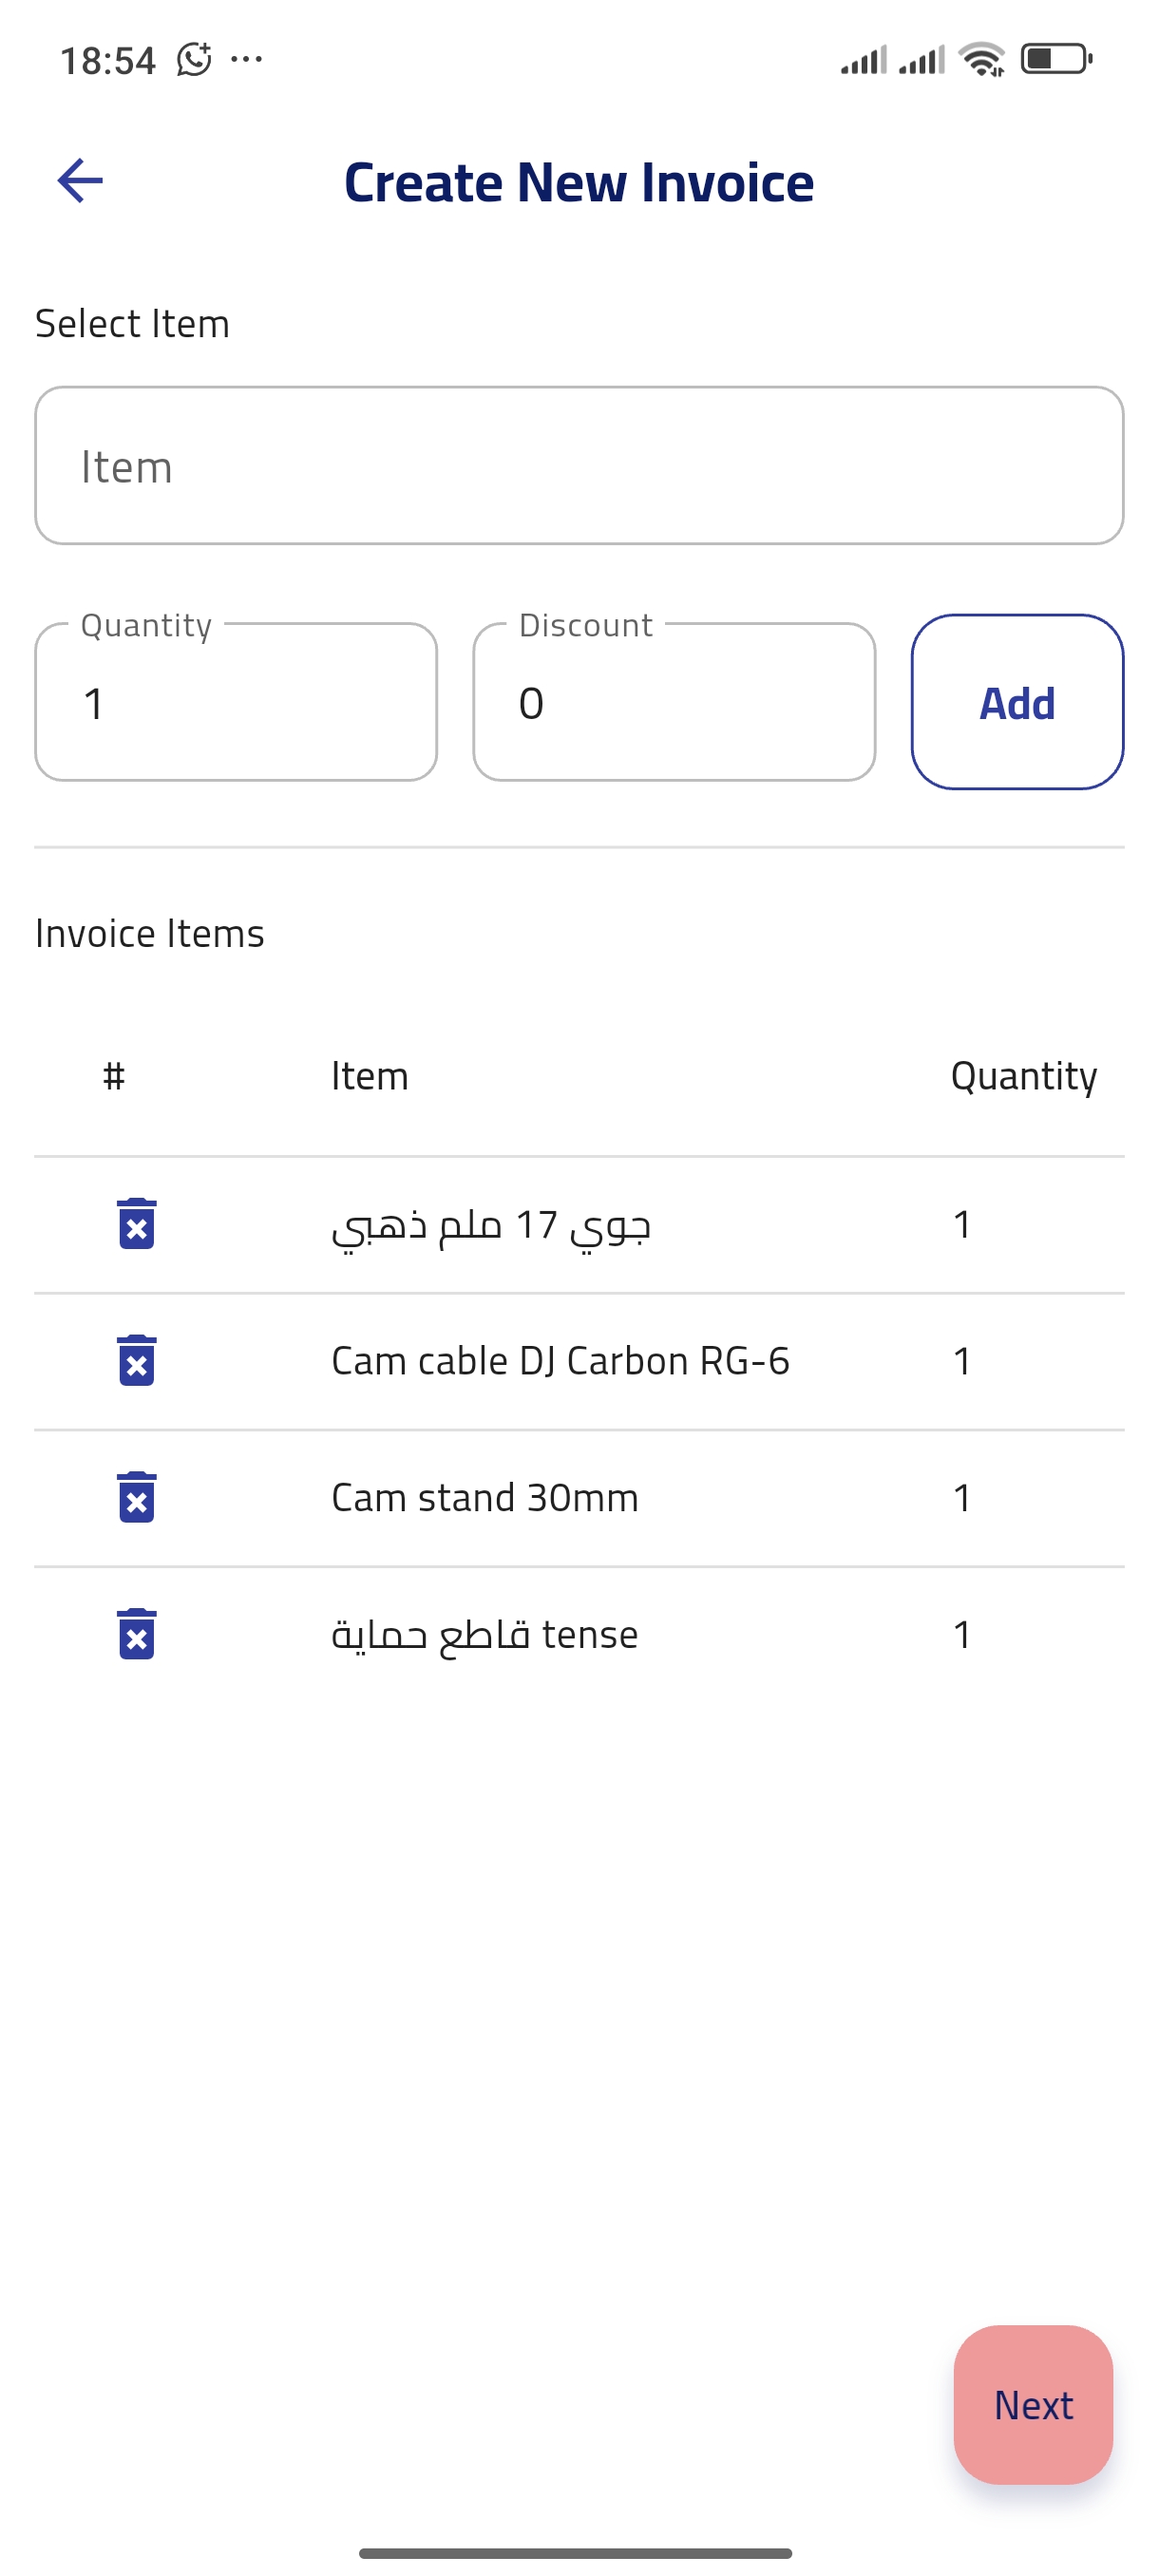 18:54
Create New Invoice
Select Item
Item
Quantity
Discount
1
0
Add
Invoice Items
# Item Quantity
جوي 17 ملم ذهبي 1
Cam cable DJ Carbon RG-6 1
Cam stand 30mm 1
قاطع حماية tense 1
Next